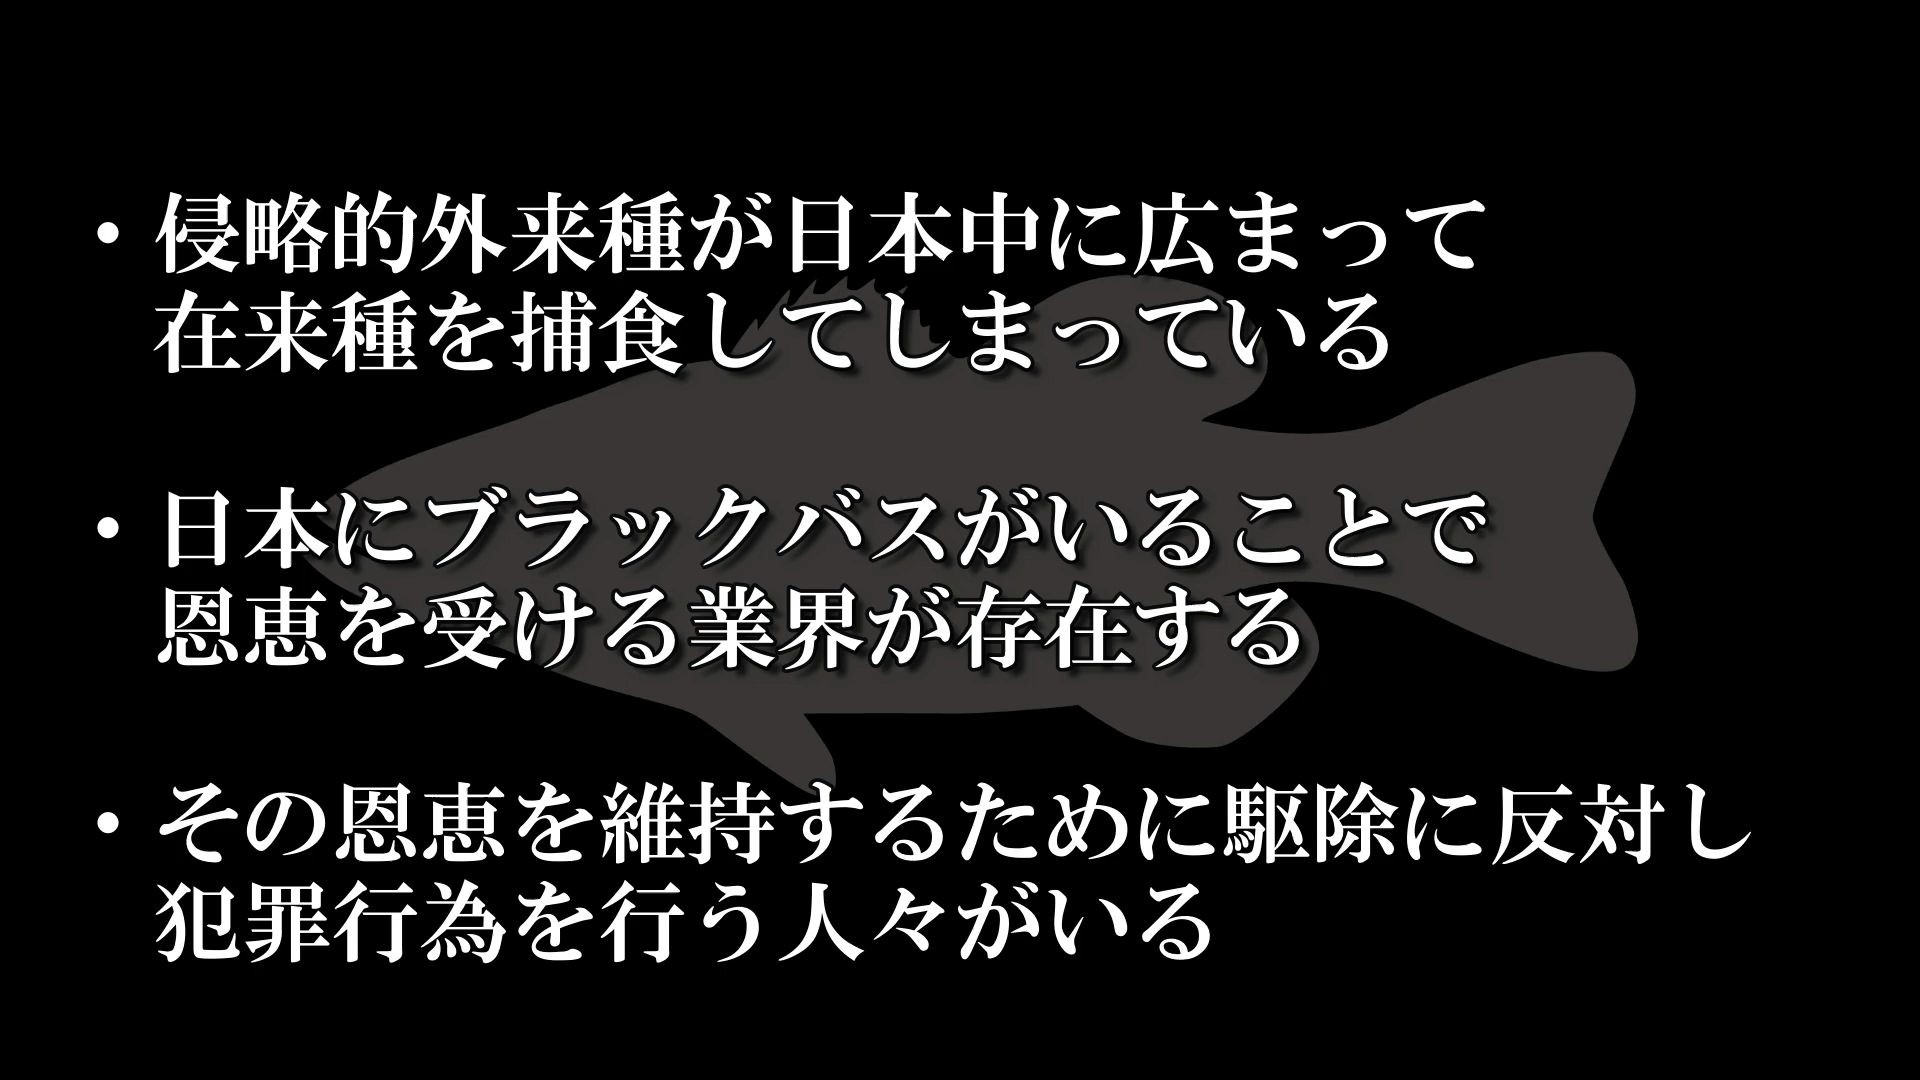 ・侵略的外来種が日本中に広まって
在来種を捕食してしまっている
・日本にブラックバスがいることで
恩恵を受ける業界が存在する
・その恩恵を維持するために駆除に反対し
犯罪行為を行う人々がいる